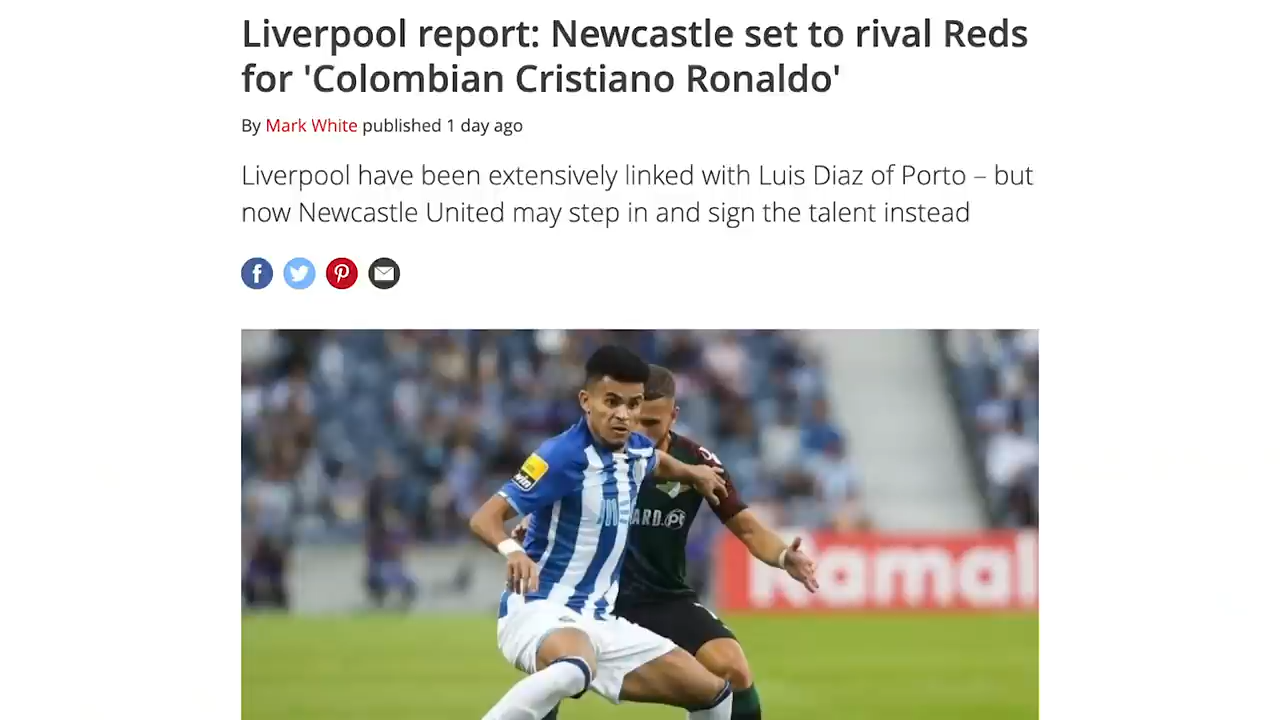 Liverpool report: Newcastle set to rival Reds
for 'Colombian Cristiano Ronaldo'
By Mark White published 1 day ago
Liverpool have been extensively linked with Luis Diaz of Porto – but
now Newcastle United may step in and sign the talent instead
Ramal